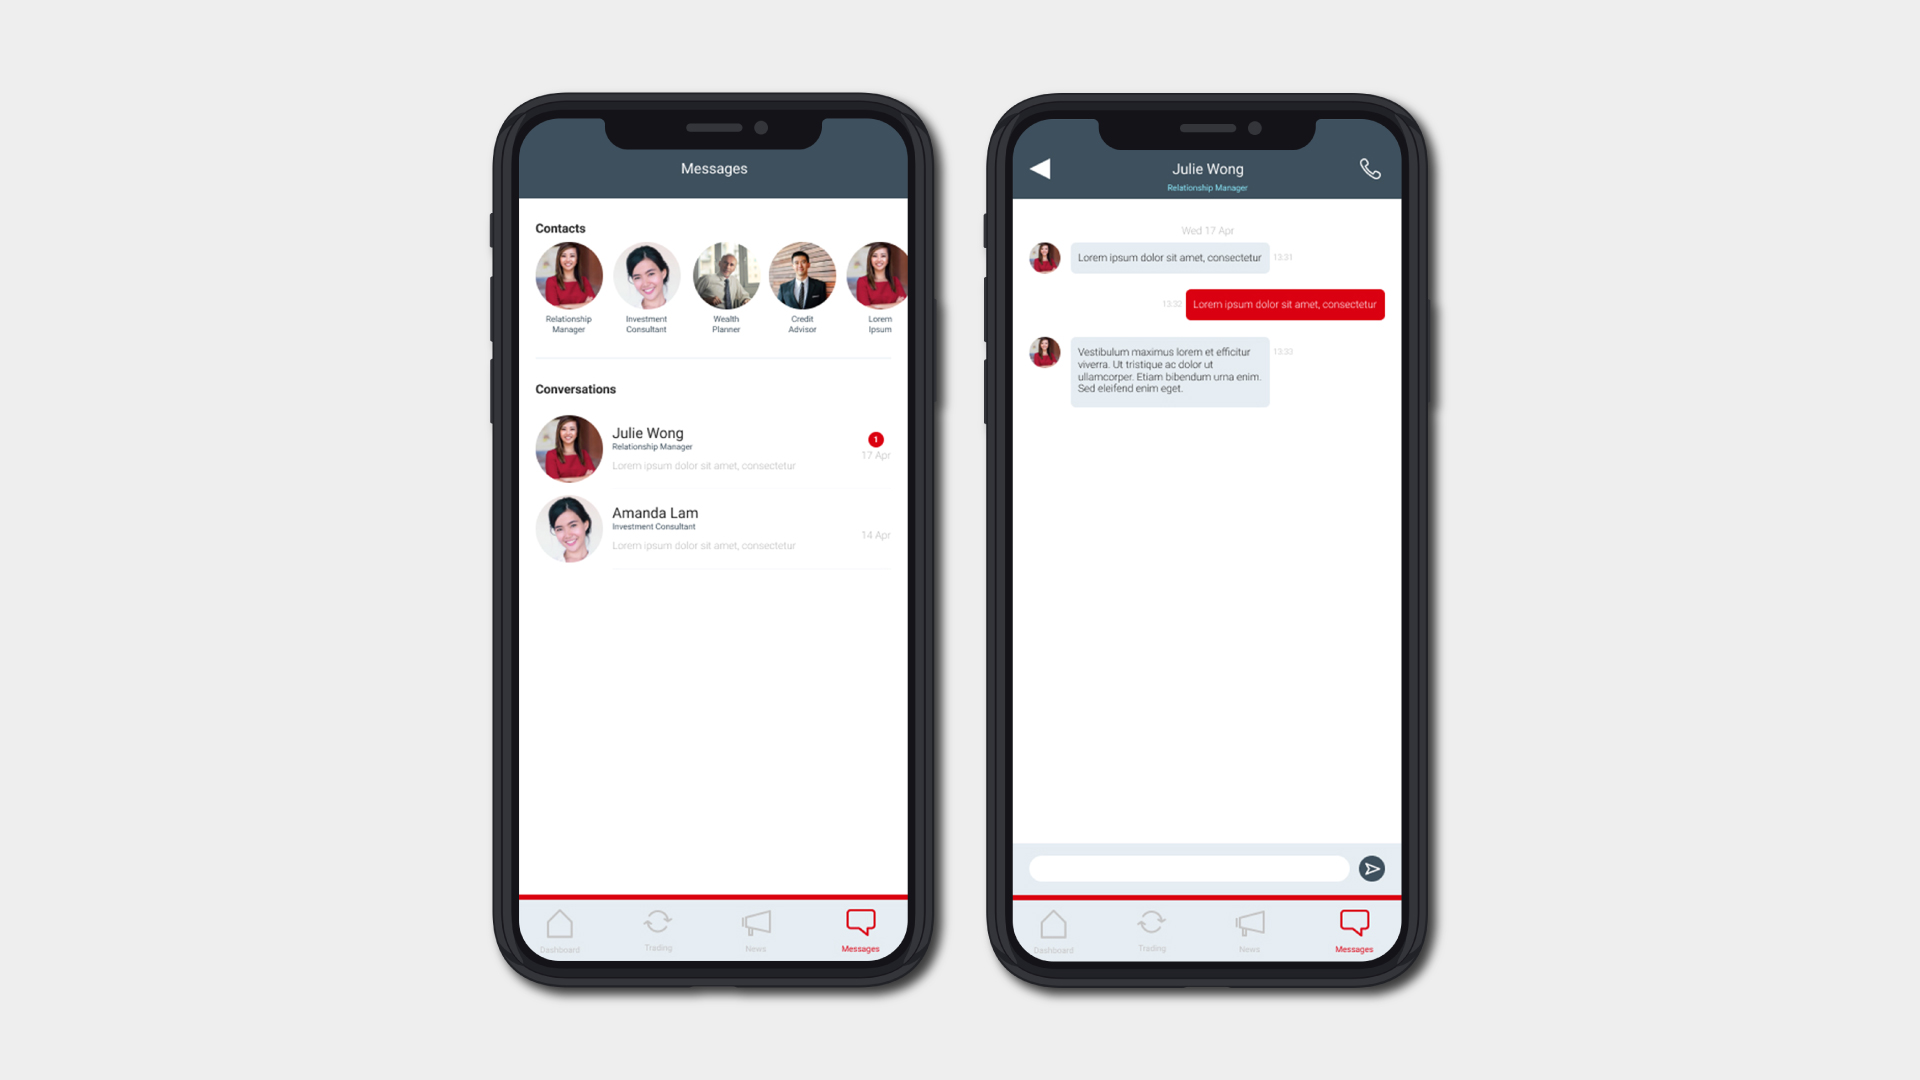 Messages
Contacts
Relationship
Manager
Investment
Consultant
Wealth
Planner
Credit
Advisor
Lorem
Ipsum
Conversations
Julie Wong
Relationship Manager
Lorem ipsum dolor sit amet, consectetur
1
17 Apr
Amanda Lam
Investment Consultant
Lorem ipsum dolor sit amet, consectetur
14 Apr
Dashboard
Trading
News
Messages
Julie Wong
Relationship Manager
Wed 17 Apr
Lorem ipsum dolor sit amet, consectetur
13:31
13:32
Lorem ipsum dolor sit amet, consectetur
Vestibulum maximus lorem et efficitur
viverra. Ut tristique ac dolor ut
ullamcorper. Etiam bibendum urna enim.
Sed eleifend enim eget.
13:33
Dashboard
Trading
News
Messages